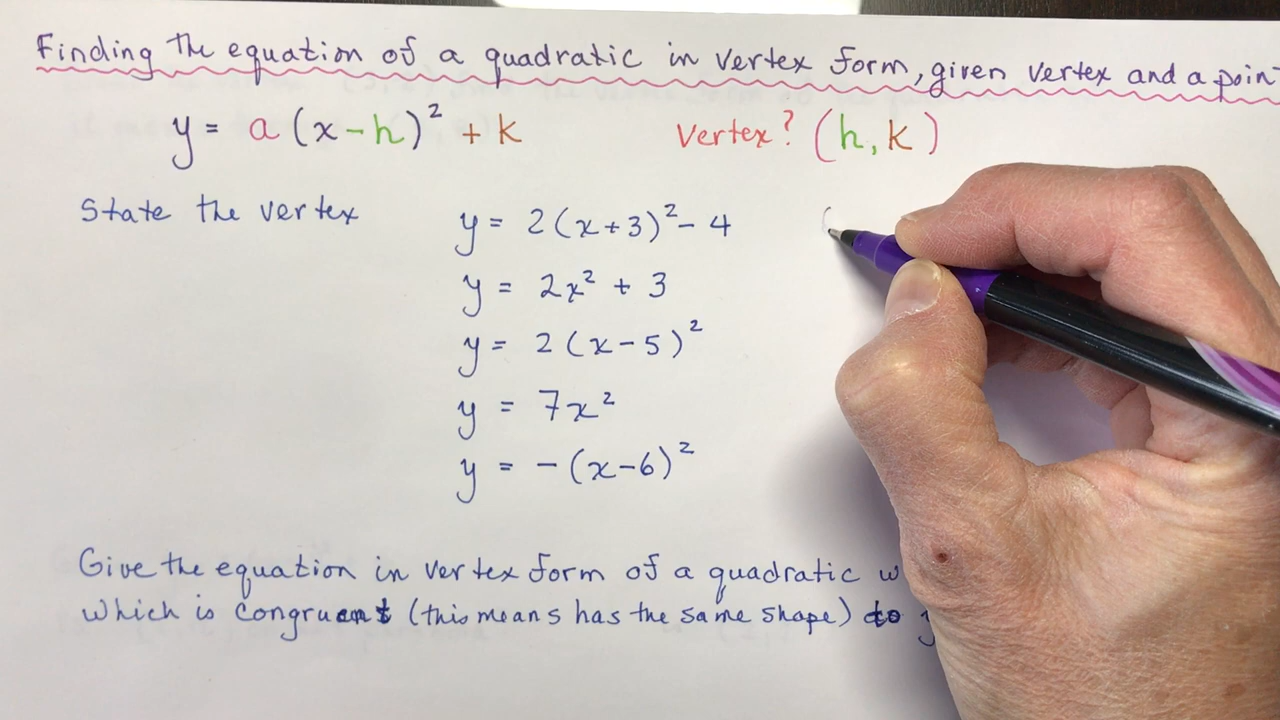 Finding the equation of a quadratic in vertex form, given vertex and a poin
y = a (x-h)² + k Vertex? (h, k)
State the vertex y = 2(x+3)² - 4
y = 2x² + 3
y = 2(x-5)²
y = 7x²
y = -(x-6)²
Give the equation in vertex form of a quadratic w
which is congruent (this means has the same shape) to